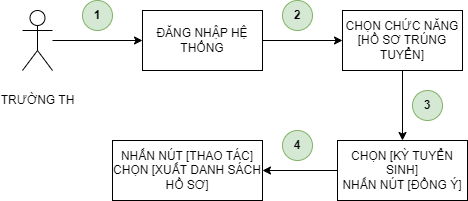 1
2
ĐĂNG NHẬP HỆ
THỐNG
CHỌN CHỨC NĂNG
[HỒ SƠ TRÚNG
TUYỂN]
TRƯỜNG TH
3
4
NHẤN NÚT [THAO TÁC]
CHỌN [XUẤT DANH SÁCH
HỒ SƠ]
CHỌN [KỲ TUYỂN
SINH]
NHẤN NÚT [ĐỒNG Ý]